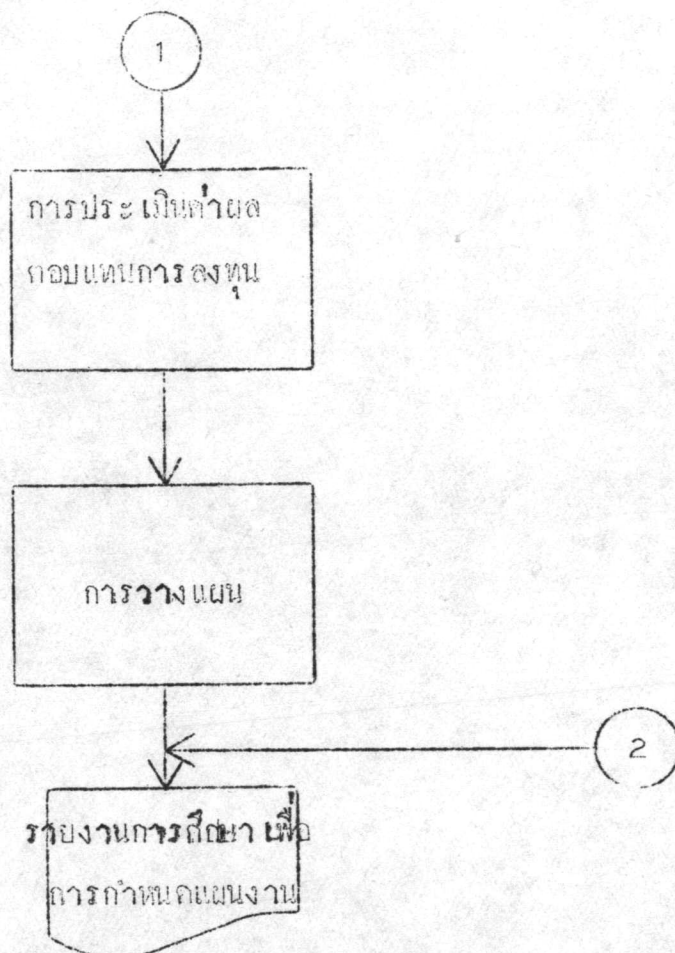 1
การประเมินค่าผล
ตอบแทนการลงทุน
การวางแผน
2
รายงานการศึกษาเพื่อ
การกำหนดแผนงาน